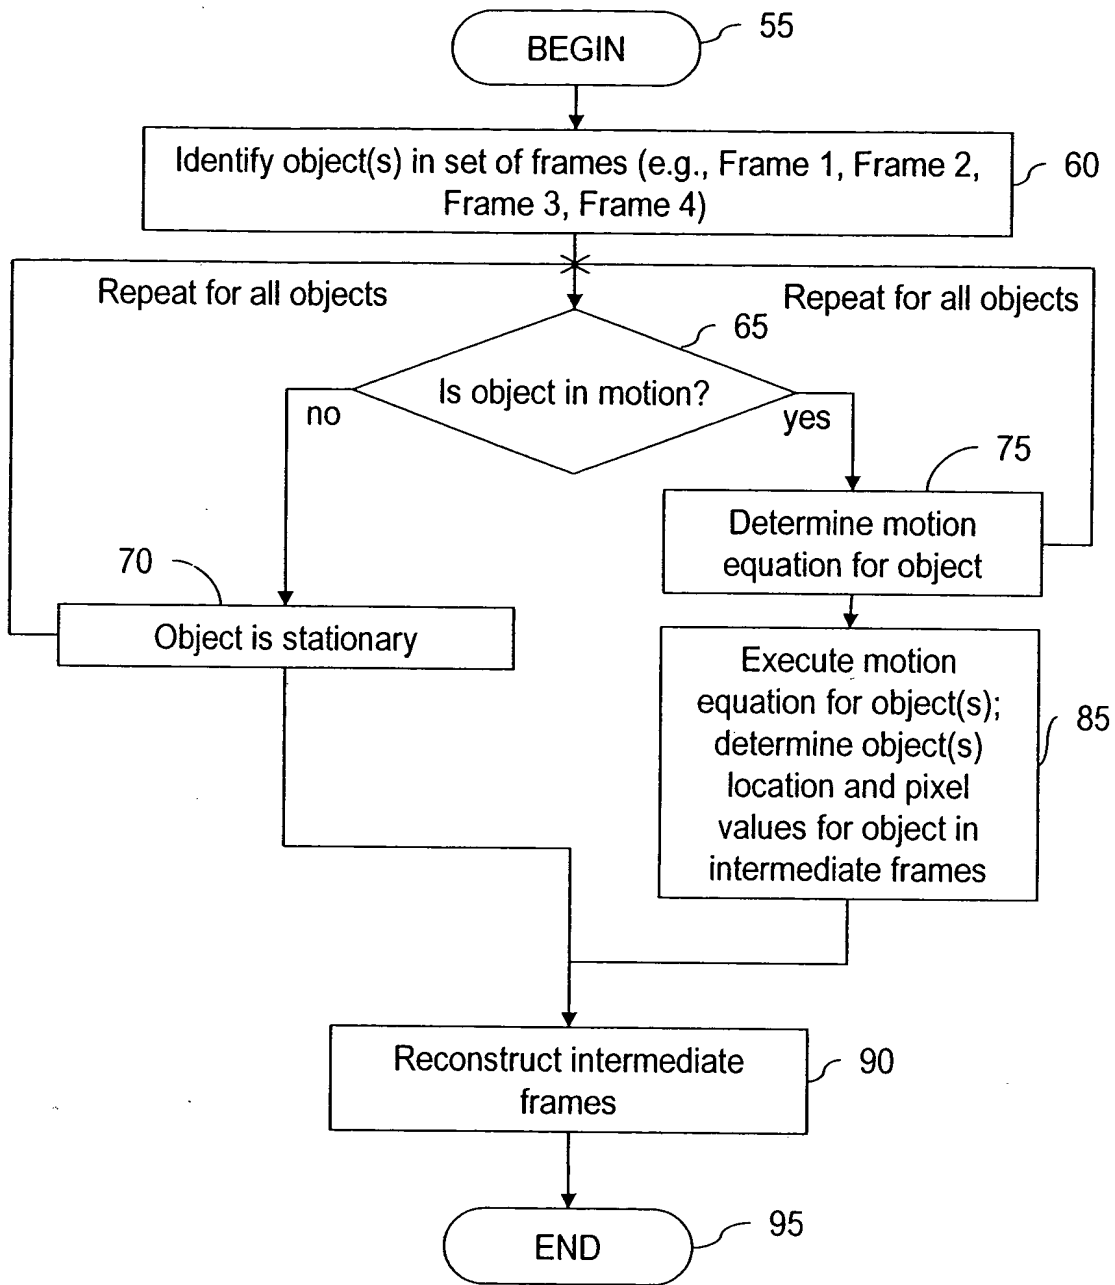 BEGIN
55
Identify object(s) in set of frames (e.g., Frame 1, Frame 2,
Frame 3, Frame 4)
60
Repeat for all objects
Repeat for all objects
65
Is object in motion?
no
yes
75
Determine motion
equation for object
70
Object is stationary
Execute motion
equation for object(s);
determine object(s)
location and pixel
values for object in
intermediate frames
85
Reconstruct intermediate
frames
90
END
95